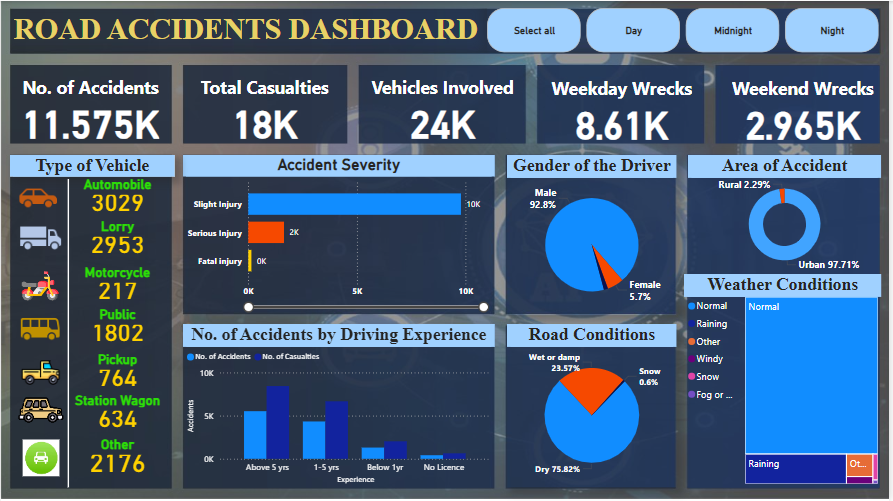 ROAD ACCIDENTS DASHBOARD
Select all
Day
Midnight
Night
No. of Accidents
11.575K
Total Casualties
18K
Vehicles Involved
24K
Weekday Wrecks
8.61K
Weekend Wrecks
2.965K
Type of Vehicle
Automobile
3029
Lorry
2953
Motorcycle
217
Public
1802
Pickup
764
Station Wagon
634
Other
2176
Accident Severity
Slight Injury
10K
Serious Injury
2K
Fatal injury
0K
0K
5K
10K
Gender of the Driver
Male
92.8%
Female
5.7%
Area of Accident
Rural 2.29%
Urban 97.71%
No. of Accidents by Driving Experience
No. of Accidents
No. of Casualties
10K
5K
0K
Accidents
Above 5 yrs
1-5 yrs
Below 1yr
No Licence
Experience
Road Conditions
Wet or damp
23.57%
Snow
0.6%
Dry 75.82%
Weather Conditions
Normal
Raining
Other
Windy
Snow
Fog or ...
Normal
Raining
Ot...